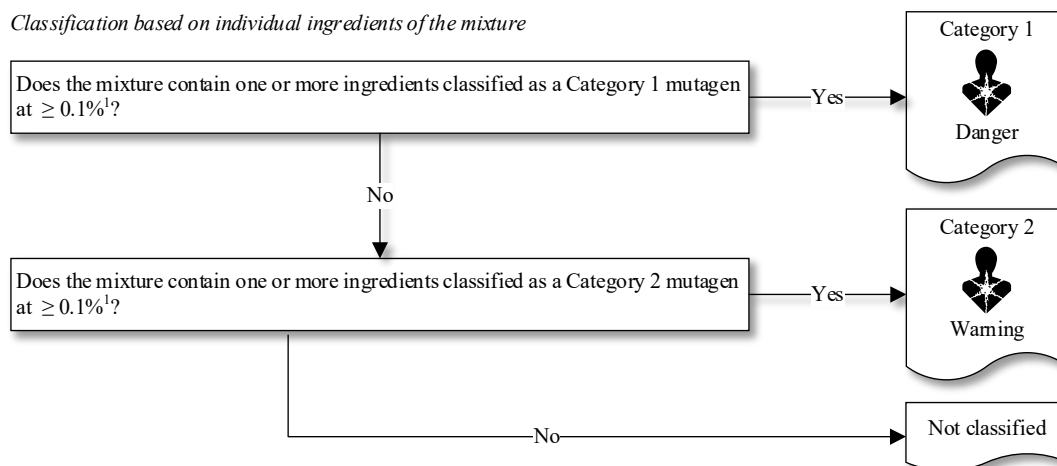 Classification based on individual ingredients of the mixture
Category 1
Does the mixture contain one or more ingredients classified as a Category 1 mutagen
at ≥ 0.1%¹?
Yes
Danger
No
Category 2
Does the mixture contain one or more ingredients classified as a Category 2 mutagen
at ≥ 0.1%¹?
Yes
Warning
No
Not classified